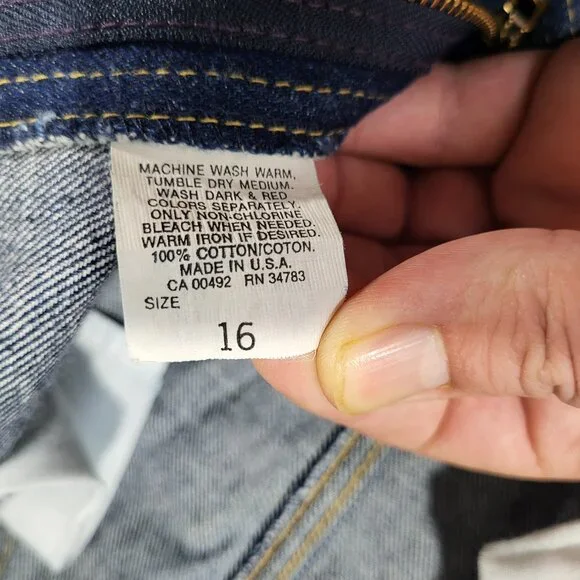 MACHINE WASH WARM.
TUMBLE DRY MEDIUM.
WASH DARK & RED
COLORS SEPARATELY.
ONLY NON-CHLORINE
BLEACH WHEN NEEDED.
WARM IRON IF DESIRED.
100% COTTON/COTON.
MADE IN U.S.A.
CA 00492 RN 34783
SIZE
16